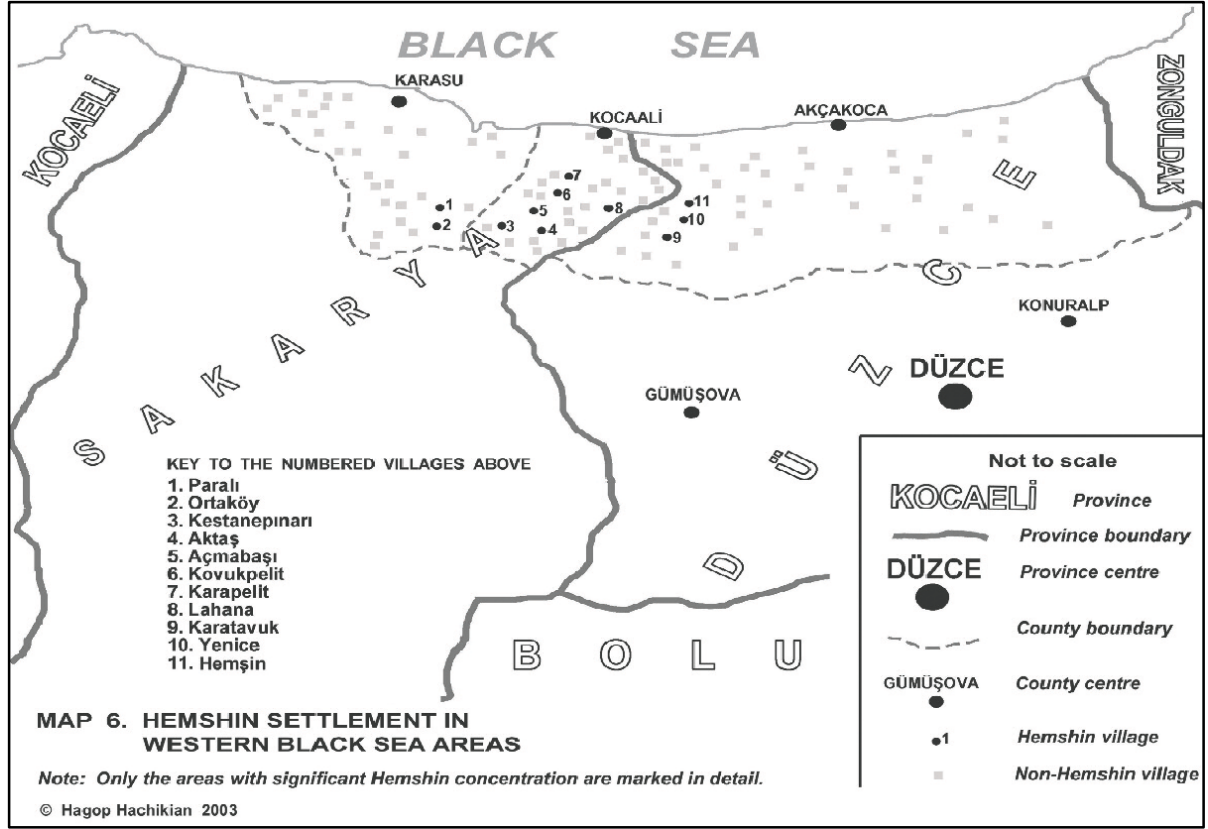 BLACK SEA
KARASU
KOCAALİ
AKÇAKOCA
KOCAELİ
ZONGULDAK
SAKARYA
DÜZCE
1
2
3
4
5
6
7
8
9
10
11
KONURALP
DÜZCE
GÜMÜŞOVA
BOLU
KEY TO THE NUMBERED VILLAGES ABOVE
1. Paralı
2. Ortaköy
3. Kestanepınarı
4. Aktaş
5. Açmabaşı
6. Kovukpelit
7. Karapelit
8. Lahana
9. Karatavuk
10. Yenice
11. Hemşin
MAP 6. HEMSHIN SETTLEMENT IN
WESTERN BLACK SEA AREAS
Note: Only the areas with significant Hemshin concentration are marked in detail.
© Hagop Hachikian 2003
Not to scale
KOCAELİ Province
Province boundary
DÜZCE Province centre
County boundary
GÜMÜŞOVA County centre
1 Hemshin village
Non-Hemshin village